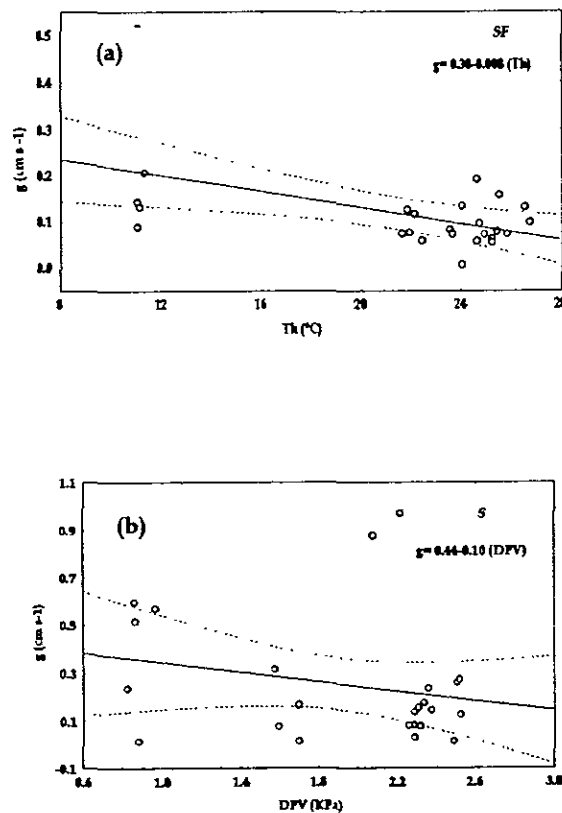 0.5
0.4
0.3
0.2
0.1
0.0
g (cm s -1)
(a)
SF
g= 0.30-0.008 (Th)
8 12 16 20 24 28
Th (°C)
1.1
0.9
0.7
0.5
0.3
0.1
-0.1
g (cm s-1)
(b)
S
g= 0.44-0.10 (DPV)
0.6 1.0 1.4 1.8 2.2 2.6 3.0
DPV (KPa)